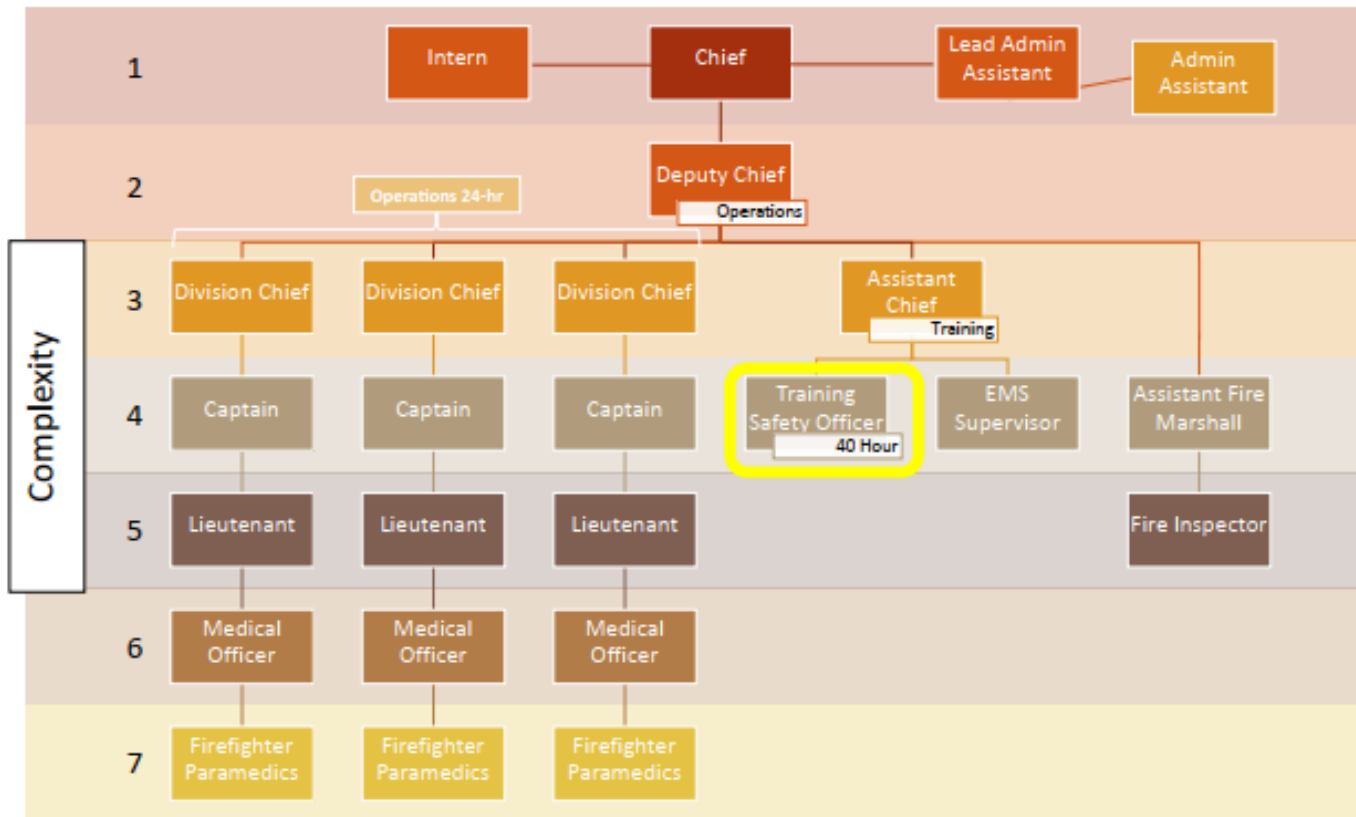 1
Intern
Chief
Lead Admin
Assistant
Admin
Assistant
2
Deputy Chief
Operations
Operations 24-hr
Complexity
3
Division Chief
Division Chief
Division Chief
Assistant
Chief
Training
4
Captain
Captain
Captain
Training
Safety Officer
40 Hour
EMS
Supervisor
Assistant Fire
Marshall
5
Lieutenant
Lieutenant
Lieutenant
Fire Inspector
6
Medical
Officer
Medical
Officer
Medical
Officer
7
Firefighter
Paramedics
Firefighter
Paramedics
Firefighter
Paramedics